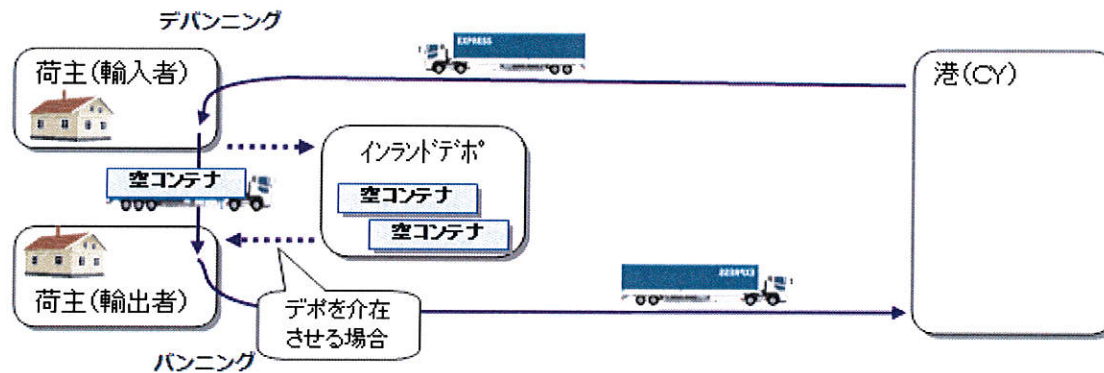 デバンニング
EXPRESS
荷主(輸入者)
港(CY)
インランドデポ
空コンテナ
空コンテナ
空コンテナ
荷主(輸出者)
デポを介在
させる場合
EXPRESS
バンニング